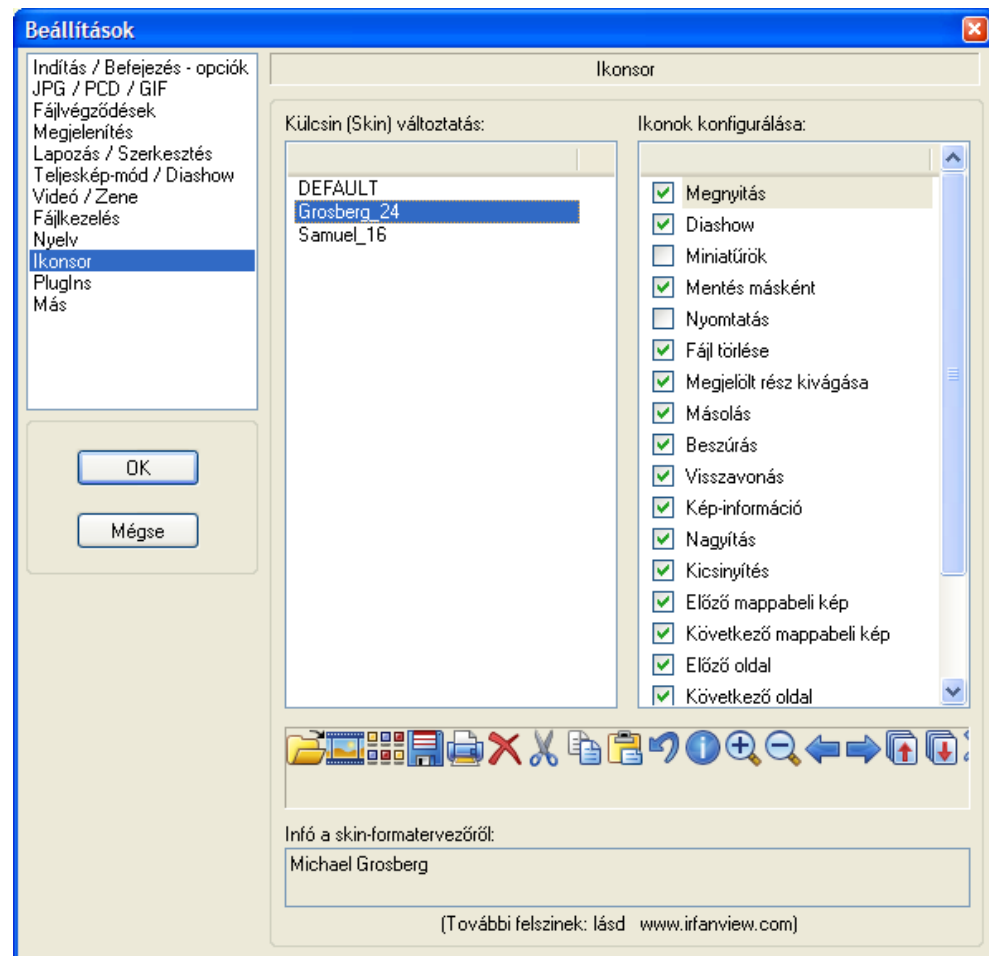 Beállítások
Indítás / Befejezés - opciók
JPG / PCD / GIF
Fájlvégződések
Megjelenítés
Lapozás / Szerkesztés
Teljeskép-mód / Diashow
Videó / Zene
Fájlkezelés
Nyelv
Ikonsor
PlugIns
Más
OK
Mégse
Ikonsor
Külcsin (Skin) változtatás:
DEFAULT
Grosberg_24
Samuel_16
Ikonok konfigurálása:
Megnyitás
Diashow
Miniatűrök
Mentés másként
Nyomtatás
Fájl törlése
Megjelölt rész kivágása
Másolás
Beszúrás
Visszavonás
Kép-információ
Nagyítás
Kicsinyítés
Előző mappabeli kép
Következő mappabeli kép
Előző oldal
Következő oldal
Infó a skin-formatervezőről:
Michael Grosberg
(További felszinek: lásd www.irfanview.com)